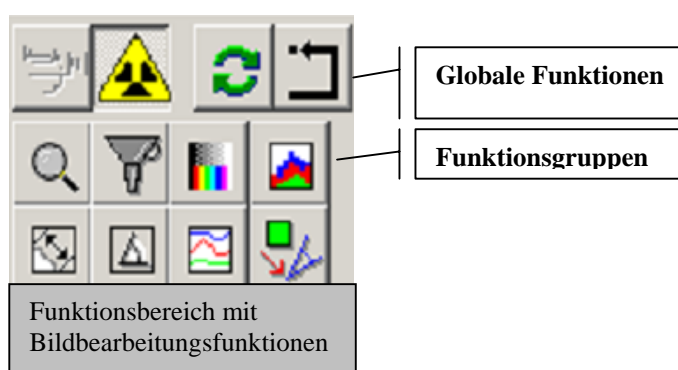 Globale Funktionen
Funktionsgruppen
Funktionsbereich mit
Bildbearbeitungsfunktionen